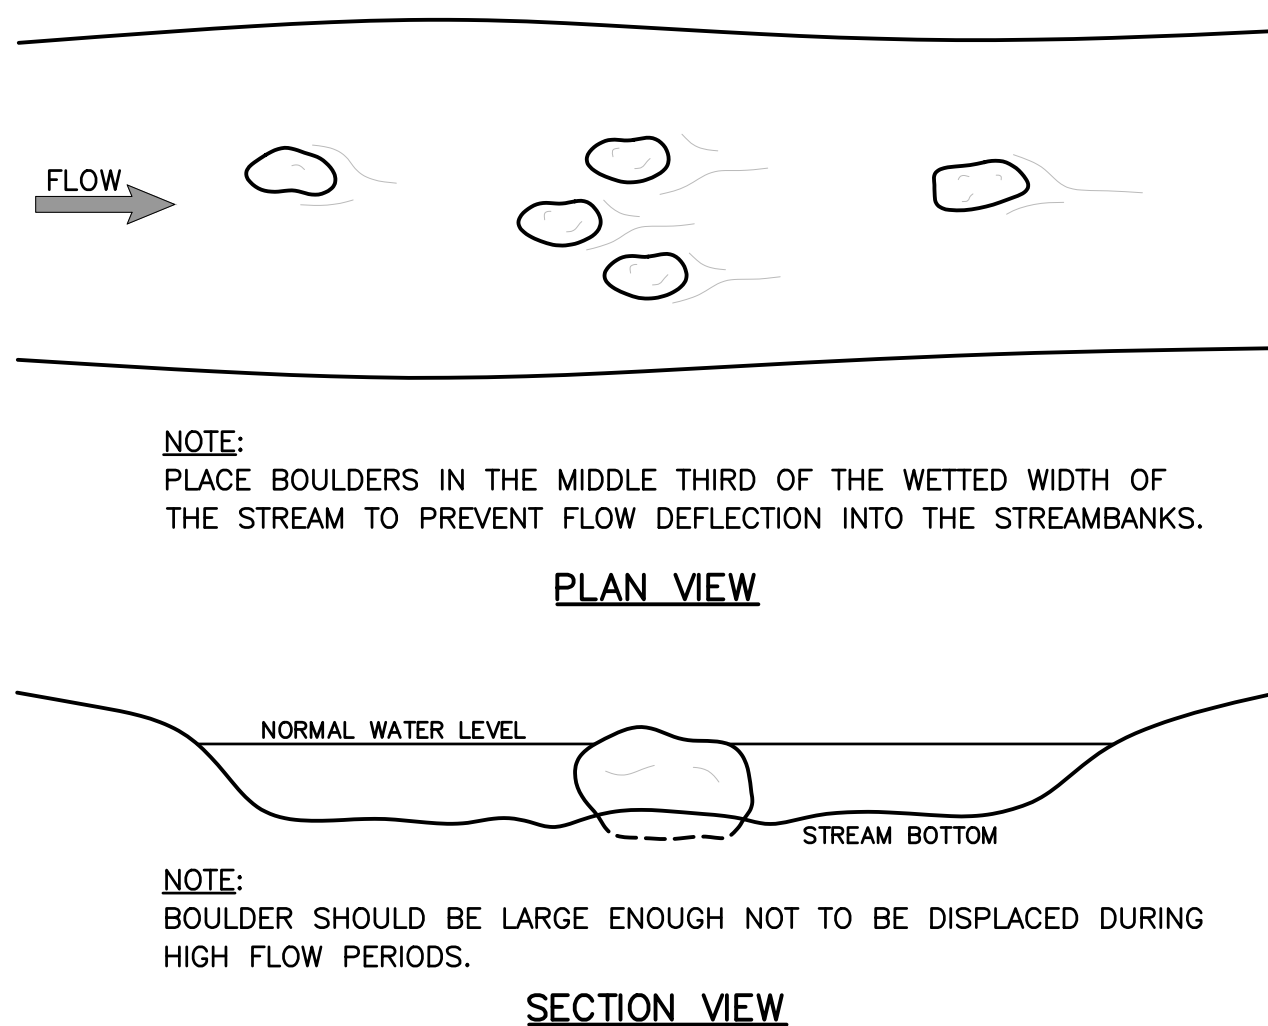 FLOW
NOTE:
PLACE BOULDERS IN THE MIDDLE THIRD OF THE WETTED WIDTH OF
THE STREAM TO PREVENT FLOW DEFLECTION INTO THE STREAMBANKS.
PLAN VIEW
NORMAL WATER LEVEL
STREAM BOTTOM
NOTE:
BOULDER SHOULD BE LARGE ENOUGH NOT TO BE DISPLACED DURING
HIGH FLOW PERIODS.
SECTION VIEW